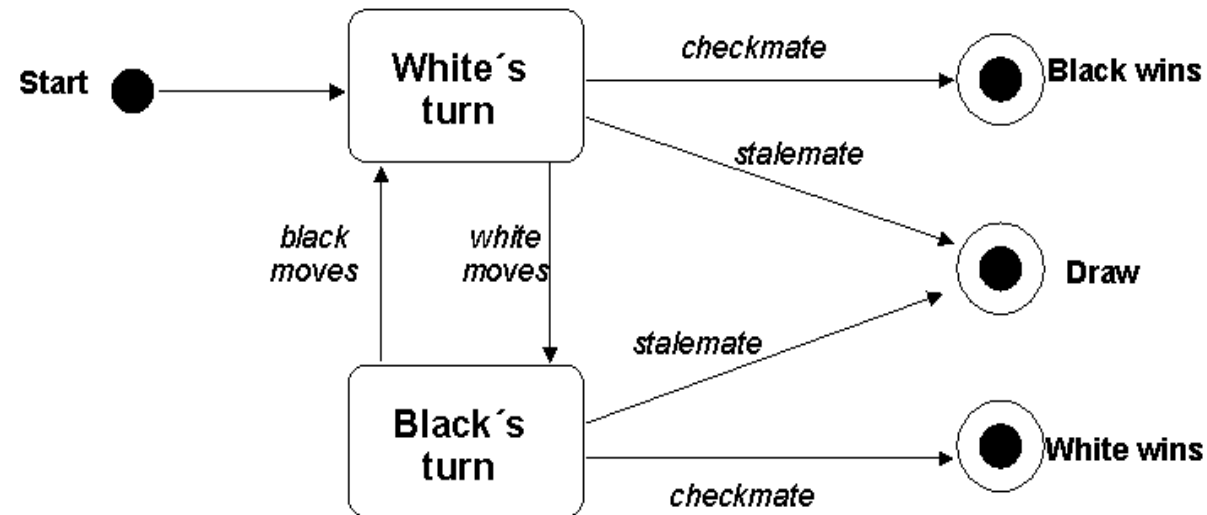 Start
White´s
turn
checkmate
Black wins
stalemate
black
moves
white
moves
Draw
stalemate
Black´s
turn
White wins
checkmate